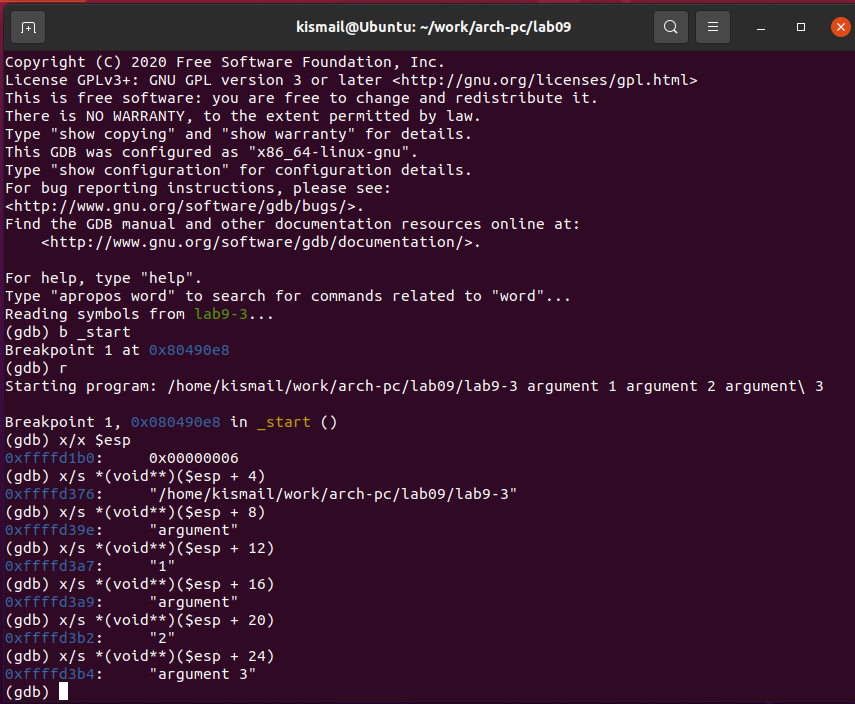 kismail@Ubuntu: ~/work/arch-pc/lab09
Copyright (C) 2020 Free Software Foundation, Inc.
License GPLv3+: GNU GPL version 3 or later <http://gnu.org/licenses/gpl.html>
This is free software: you are free to change and redistribute it.
There is NO WARRANTY, to the extent permitted by law.
Type "show copying" and "show warranty" for details.
This GDB was configured as "x86_64-linux-gnu".
Type "show configuration" for configuration details.
For bug reporting instructions, please see:
<http://www.gnu.org/software/gdb/bugs/>.
Find the GDB manual and other documentation resources online at:
    <http://www.gnu.org/software/gdb/documentation/>.

For help, type "help".
Type "apropos word" to search for commands related to "word"...
Reading symbols from lab9-3...
(gdb) b _start
Breakpoint 1 at 0x80490e8
(gdb) r
Starting program: /home/kismail/work/arch-pc/lab09/lab9-3 argument 1 argument 2 argument\ 3

Breakpoint 1, 0x080490e8 in _start ()
(gdb) x/x $esp
0xffffd1b0:     0x00000006
(gdb) x/s *(void**)($esp + 4)
0xffffd376:     "/home/kismail/work/arch-pc/lab09/lab9-3"
(gdb) x/s *(void**)($esp + 8)
0xffffd39e:     "argument"
(gdb) x/s *(void**)($esp + 12)
0xffffd3a7:     "1"
(gdb) x/s *(void**)($esp + 16)
0xffffd3a9:     "argument"
(gdb) x/s *(void**)($esp + 20)
0xffffd3b2:     "2"
(gdb) x/s *(void**)($esp + 24)
0xffffd3b4:     "argument 3"
(gdb)